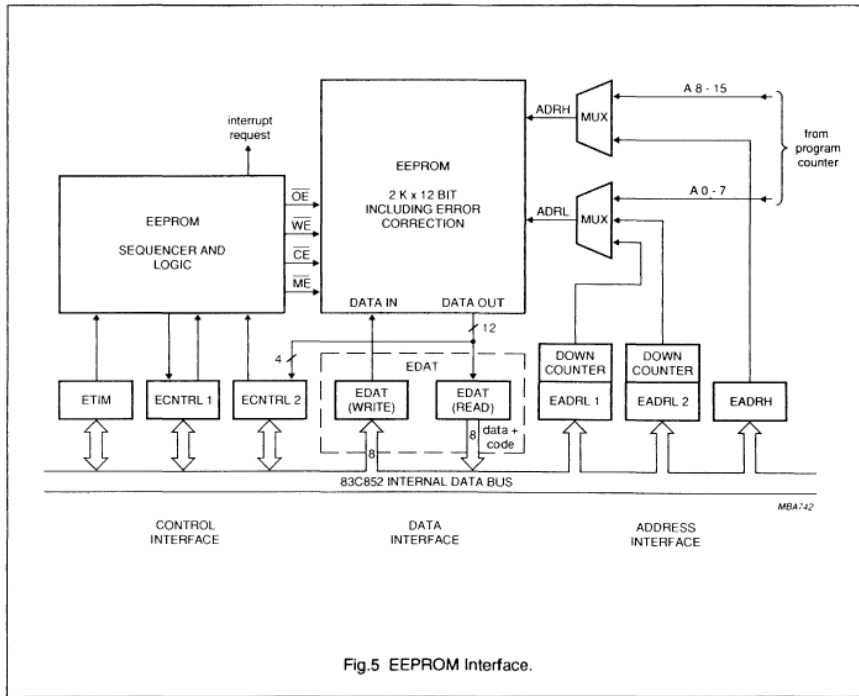 interrupt
request
EEPROM
SEQUENCER AND
LOGIC
OE
WE
CE
ME
EEPROM
2 K x 12 BIT
INCLUDING ERROR
CORRECTION
DATA IN
DATA OUT
ADRH
MUX
A 8 - 15
from
program
counter
ADRL
MUX
A 0 - 7
12
4
EDAT
ETIM
ECNTRL 1
ECNTRL 2
EDAT
(WRITE)
EDAT
(READ)
8
8
data +
code
DOWN
COUNTER
EADRL 1
DOWN
COUNTER
EADRL 2
EADRH
83C852 INTERNAL DATA BUS
MBA742
CONTROL
INTERFACE
DATA
INTERFACE
ADDRESS
INTERFACE
Fig.5 EEPROM Interface.